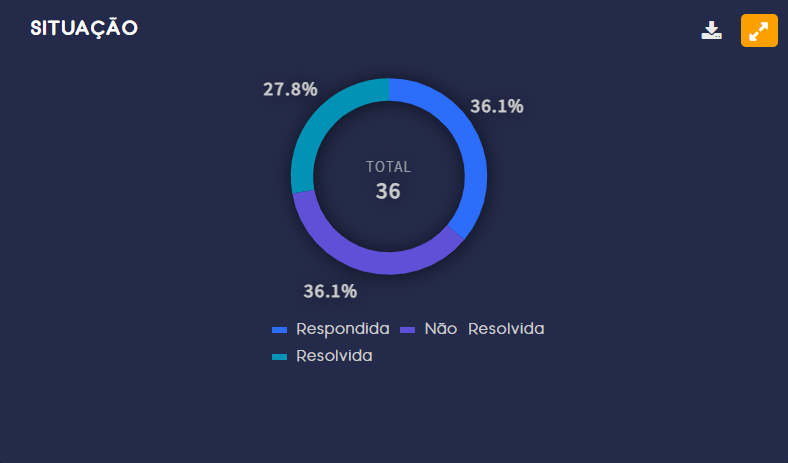 SITUAÇÃO
27.8%
36.1%
TOTAL
36
36.1%
Respondida Não Resolvida
Resolvida